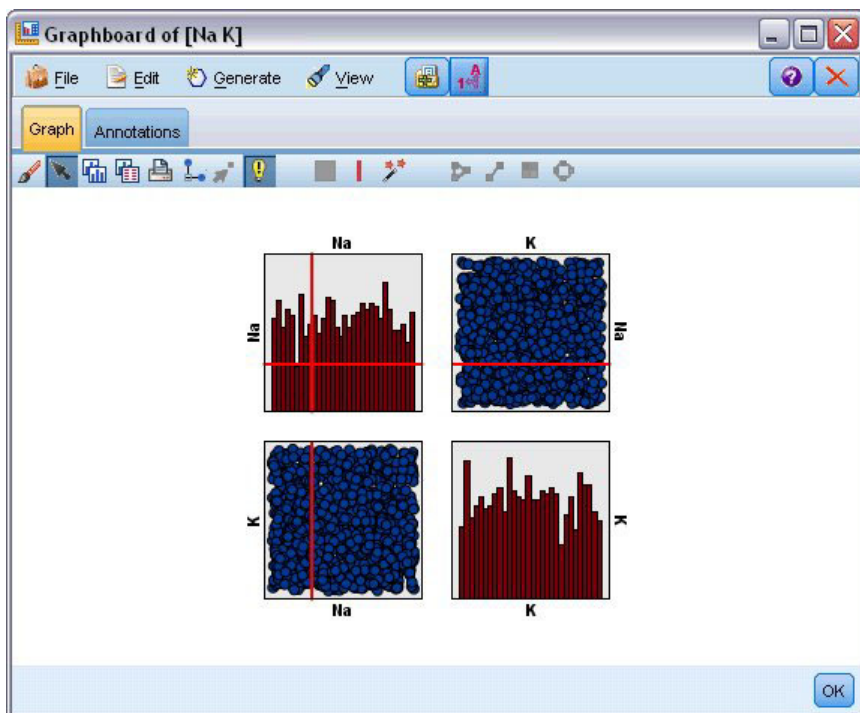 Graphboard of [Na K]
File Edit Generate View
Graph Annotations
Na K
Na Na
K K
Na K
OK